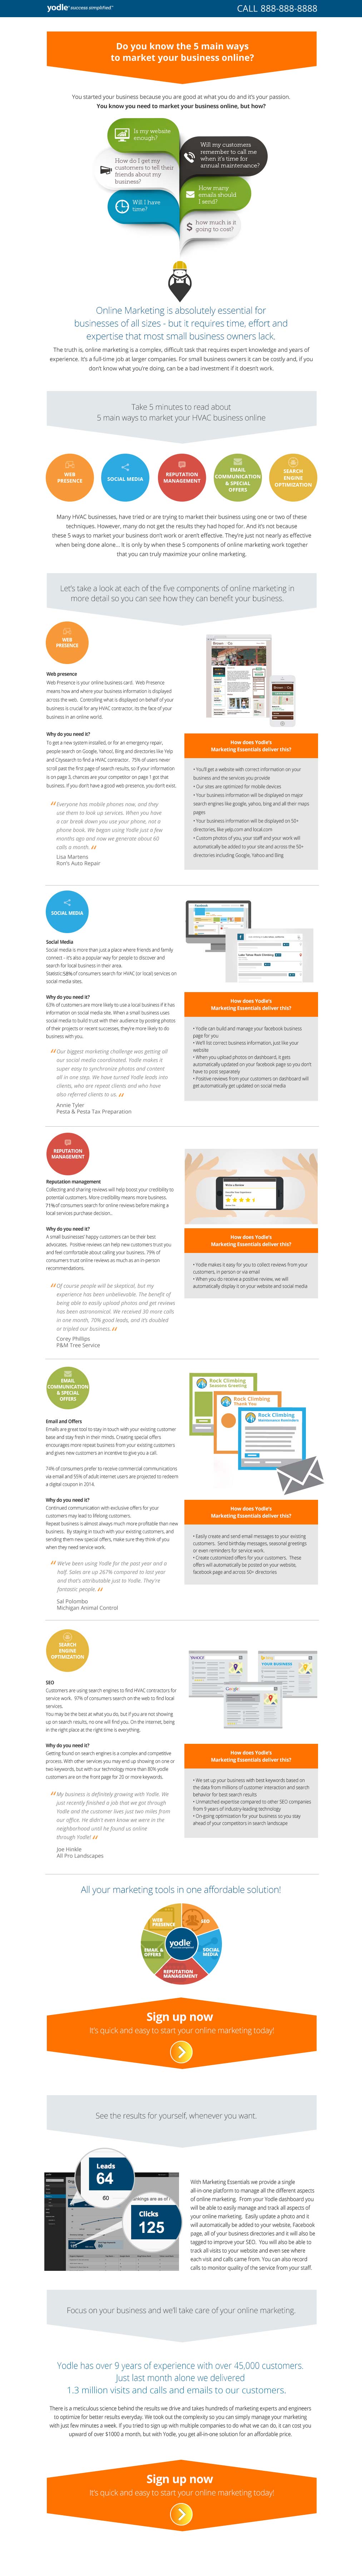 yodle® success simplified™
CALL 888-888-8888
Do you know the 5 main ways
to market your business online?
You started your business because you are good at what you do and it's your passion.
You know you need to market your business online, but how?
Is my website
enough?
Will my customers
remember to call me
when it's time for
annual maintenance?
How do I get my
customers to tell their
friends about my
business?
How many
emails should
I send?
Will I have
time?
how much is it
going to cost?
Online Marketing is absolutely essential for
businesses of all sizes - but it requires time, effort and
expertise that most small business owners lack.
The truth is, online marketing is a complex, difficult task that requires expert knowledge and years of
experience. It's a full-time job at larger companies. For small business owners it can be costly and, if you
don't know what you're doing, can be a bad investment if it doesn't work.
Take 5 minutes to read about
5 main ways to market your HVAC business online
WEB
PRESENCE
SOCIAL MEDIA
REPUTATION
MANAGEMENT
EMAIL
COMMUNICATION
& SPECIAL
OFFERS
SEARCH
ENGINE
OPTIMIZATION
Many HVAC businesses, have tried or are trying to market their business using one or two of these
techniques. However, many do not get the results they had hoped for. And it's not because
these 5 ways to market your business don't work or aren't effective. They're just not nearly as effective
when being done alone... It is only by when these 5 components of online marketing work together
that you can truly maximize your online marketing.
Let's take a look at each of the five components of online marketing in
more detail so you can see how they can benefit your business.
WEB
PRESENCE
Web presence
Web Presence is your online business card. Web Presence
means how and where your business information is displayed
across the web. Controlling what is displayed on behalf of your
business is crucial for any HVAC contractor. Its the face of your
business in an online world.
Why do you need it?
To get a new system installed, or for an emergency repair,
people search on Google, Yahoo!, Bing and directories like Yelp
and Citysearch to find a HVAC contractor. 75% of users never
scroll past the first page of search results, so if your information
is on page 3, chances are your competitor on page 1 got that
business. If you don't have a good web presence, you don't exist.
"Everyone has mobile phones now, and they
use them to look up services. When you have
a car break down you use your phone, not a
phone book. We began using Yodle just a few
months ago and now we generate about 60
calls a month."
Lisa Martens
Ron's Auto Repair
How does Yodle's
Marketing Essentials deliver this?
• You'll get a website with correct information on your
business and the services you provide
• Our sites are optimized for mobile devices
• Your business information will be displayed on major
search engines like google, yahoo, bing and all their maps
pages
• Your business information will be displayed on 50+
directories, like yelp.com and local.com
• Custom photos of you, your staff and your work will
automatically be added to your site and across the 50+
directories including Google, Yahoo and Bing
SOCIAL MEDIA
Social Media
Social media is more than just a place where friends and family
connect - it's also a popular way for people to discover and
search for local business in their area.
Statistic:58% of consumers search for HVAC (or local) services on
social media sites.
Why do you need it?
63% of customers are more likely to use a local business if it has
information on social media site. When a small business uses
social media to build trust with their audience by posting photos
of their projects or recent successes, they're more likely to do
business with you.
"Our biggest marketing challenge was getting all
our social media coordinated. Yodle makes it
super easy to synchronize photos and content
all in one step. We have turned Yodle leads into
clients, who are repeat clients and who have
also referred clients to us."
Annie Tyler
Pesta & Pesta Tax Preparation
How does Yodle's
Marketing Essentials deliver this?
• Yodle can build and manage your facebook business
page for you
• We'll list correct business information, just like your
website
• When you upload photos on dashboard, it gets
automatically updated on your facebook page so you don't
have to post separately
• Positive reviews from your customers on dashboard will
get automatically get updated on social media
REPUTATION
MANAGEMENT
Reputation management
Collecting and sharing reviews will help boost your credibility to
potential customers. More credibility means more business.
71% of consumers search for online reviews before making a
local services purchase decision..
Why do you need it?
A small businesses' happy customers can be their best
advocates. Positive reviews can help new customers trust you
and feel comfortable about calling your business. 79% of
consumers trust online reviews as much as an in-person
recommendations.
"Of course people will be skeptical, but my
experience has been unbelievable. The benefit of
being able to easily upload photos and get reviews
has been astronomical. We received 30 more calls
in one month, 70% good leads, and it's doubled
or tripled our business."
Corey Phillips
P&M Tree Service
Write a Review
How does Yodle's
Marketing Essentials deliver this?
• Yodle makes it easy for you to collect reviews from your
customers, in person or via email
• When you do receive a positive review, we will
automatically display it on your website and social media
EMAIL
COMMUNICATION
& SPECIAL
OFFERS
Email and Offers
Emails are great tool to stay in touch with your existing customer
base and stay fresh in their minds. Creating special offers
encourages more repeat business from your existing customers
and gives new customers an incentive to give you a call.
74% of consumers prefer to receive commercial communications
via email and 55% of adult internet users are projected to redeem
a digital coupon in 2014.
Why do you need it?
Continued communication with exclusive offers for your
customers may lead to lifelong customers.
Repeat business is almost always much more profitable than new
business. By staying in touch with your existing customers, and
sending them new special offers, make sure they think of you
when they need service work.
"We've been using Yodle for the past year and a
half. Sales are up 267% compared to last year
and that's attributable just to Yodle. They're
fantastic people."
Sal Polombo
Michigan Animal Control
Rock Climbing
Seasons Greeting
Rock Climbing
Thank You
Rock Climbing
Maintenance Reminders
How does Yodle's
Marketing Essentials deliver this?
• Easily create and send email messages to your existing
customers. Send birthday messages, seasonal greetings
or even reminders for service work.
• Create customized offers for your customers. These
offers will automatically be posted on your website,
facebook page and across 50+ directories
SEARCH
ENGINE
OPTIMIZATION
SEO
Customers are using search engines to find HVAC contractors for
service work. 97% of consumers search on the web to find local
services.
You may be the best at what you do, but if you are not showing
up on search results, no one will find you. On the internet, being
in the right place at the right time is everything.
Why do you need it?
Getting found on search engines is a complex and competitive
process. With other services you may end up showing one or
two keywords, but with our technology more than 80% yodle
customers are on the front page for 20 or more keywords.
"My business is definitely growing with Yodle. We
just recently finished a job that we got through
Yodle and the customer lives just two miles from
our office. He didn't even know we were in the
neighborhood until he found us online
through Yodle!"
Joe Hinkle
All Pro Landscapes
YAHOO!
YOUR BUSINESS
Google
How does Yodle's
Marketing Essentials deliver this?
• We set up your business with best keywords based on
the data from millions of customer interaction and search
behavior for best search results
• Unmatched expertise compared to other SEO companies
from 9 years of industry-leading technology
• On-going optimization for your business so you stay
ahead of your competitors in search landscape
All your marketing tools in one affordable solution!
WEB
PRESENCE
SEO
yodle
EMAIL &
OFFERS
SOCIAL
MEDIA
REPUTATION
MANAGEMENT
Sign up now
It's quick and easy to start your online marketing today!
See the results for yourself, whenever you want.
Leads
64
60
rankings are as of
Clicks
125
With Marketing Essentials we provide a single
all-in-one platform to manage all the different aspects
of online marketing. From your Yodle dashboard you
will be able to easily manage and track all aspects of
your online marketing. Easily update a photo and it
will automatically be added to your website, Facebook
page, all of your business directories and it will also be
tagged to improve your SEO. You will also be able to
track all visits to your website and even see where
each visit and calls came from. You can also record
calls to monitor quality of the service from your staff.
Focus on your business and we'll take care of your online marketing.
Yodle has over 9 years of experience with over 45,000 customers.
Just last month alone we delivered
1.3 million visits and calls and emails to our customers.
There is a meticulous science behind the results we drive and takes hundreds of marketing experts and engineers
to optimize for better results everyday. We took out the complexity so you can simply manage your marketing
with just few minutes a week. If you tried to sign up with multiple companies to do what we can do, it can cost you
upward of over $1000 a month, but with Yodle, you get all-in-one solution for an affordable price.
Sign up now
It's quick and easy to start your online marketing today!